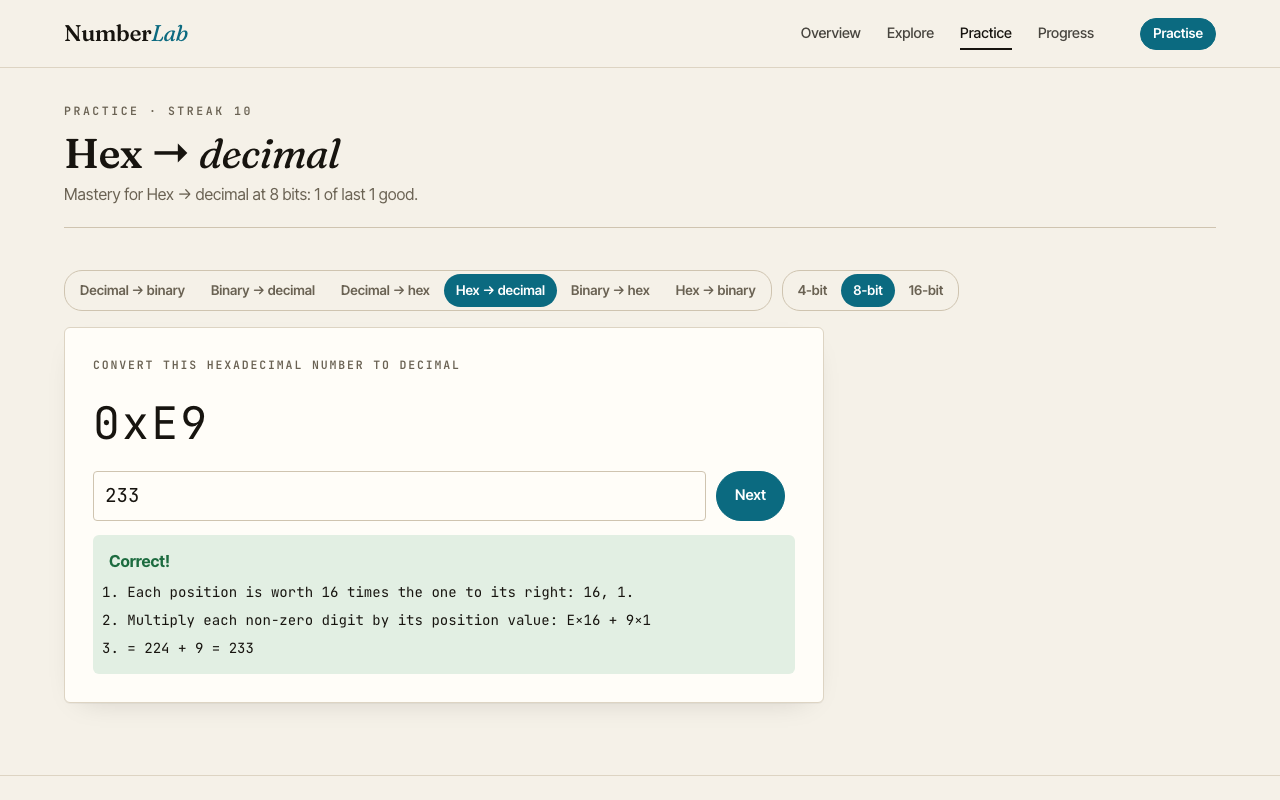 NumberLab
Overview Explore Practice Progress Practise
PRACTICE · STREAK 10
Hex → decimal
Mastery for Hex → decimal at 8 bits: 1 of last 1 good.
Decimal → binary Binary → decimal Decimal → hex Hex → decimal Binary → hex Hex → binary 4-bit 8-bit 16-bit
CONVERT THIS HEXADECIMAL NUMBER TO DECIMAL
0xE9
233 Next
Correct!
1. Each position is worth 16 times the one to its right: 16, 1.
2. Multiply each non-zero digit by its position value: E×16 + 9×1
3. = 224 + 9 = 233